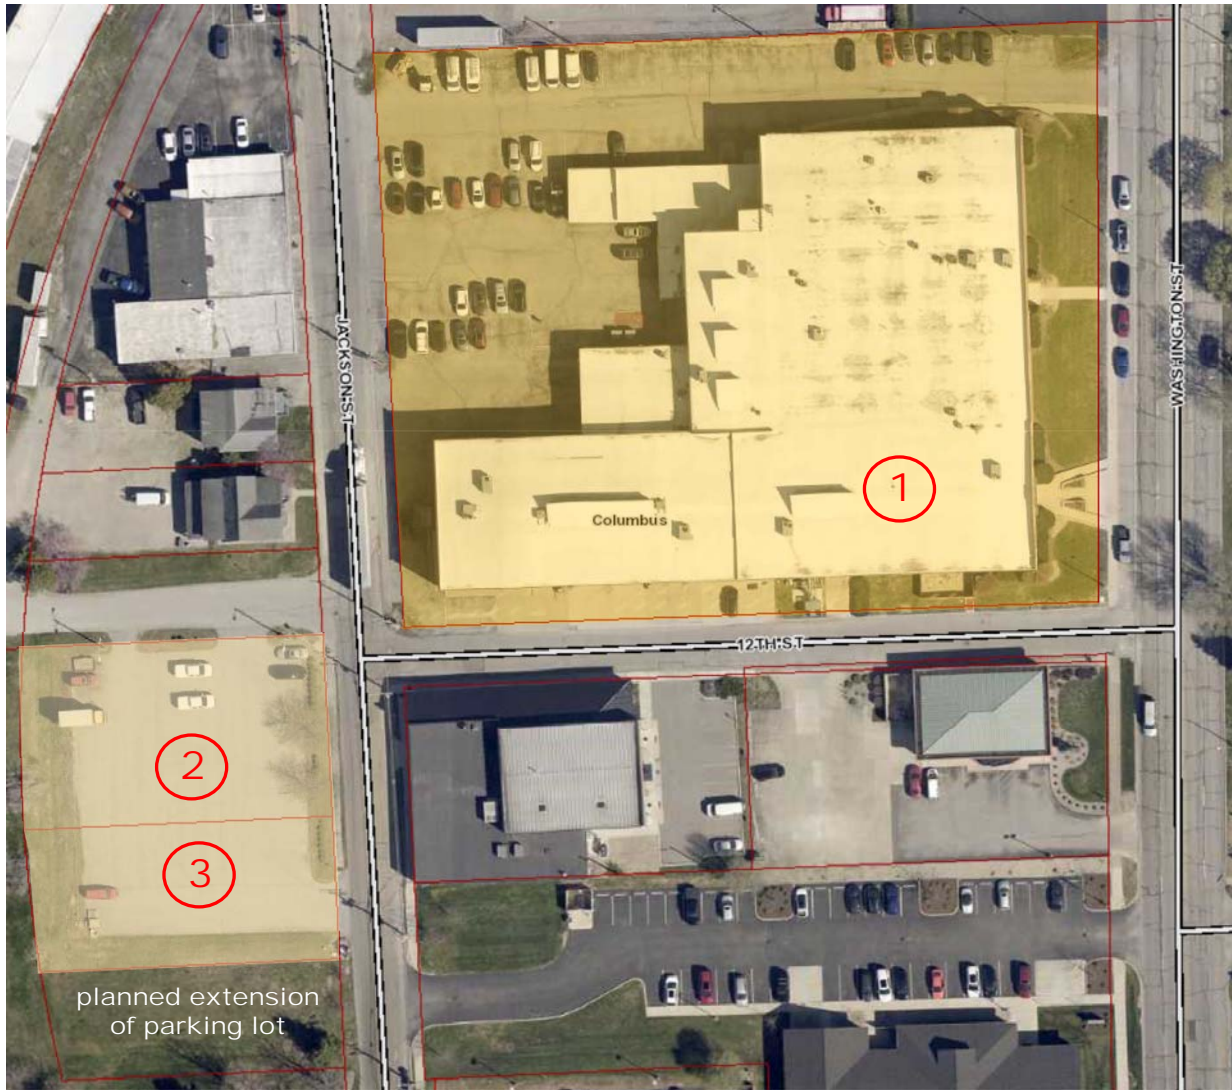 JACKSON ST
WASHINGTON ST
1
Columbus
12TH ST
2
3
planned extension
of parking lot